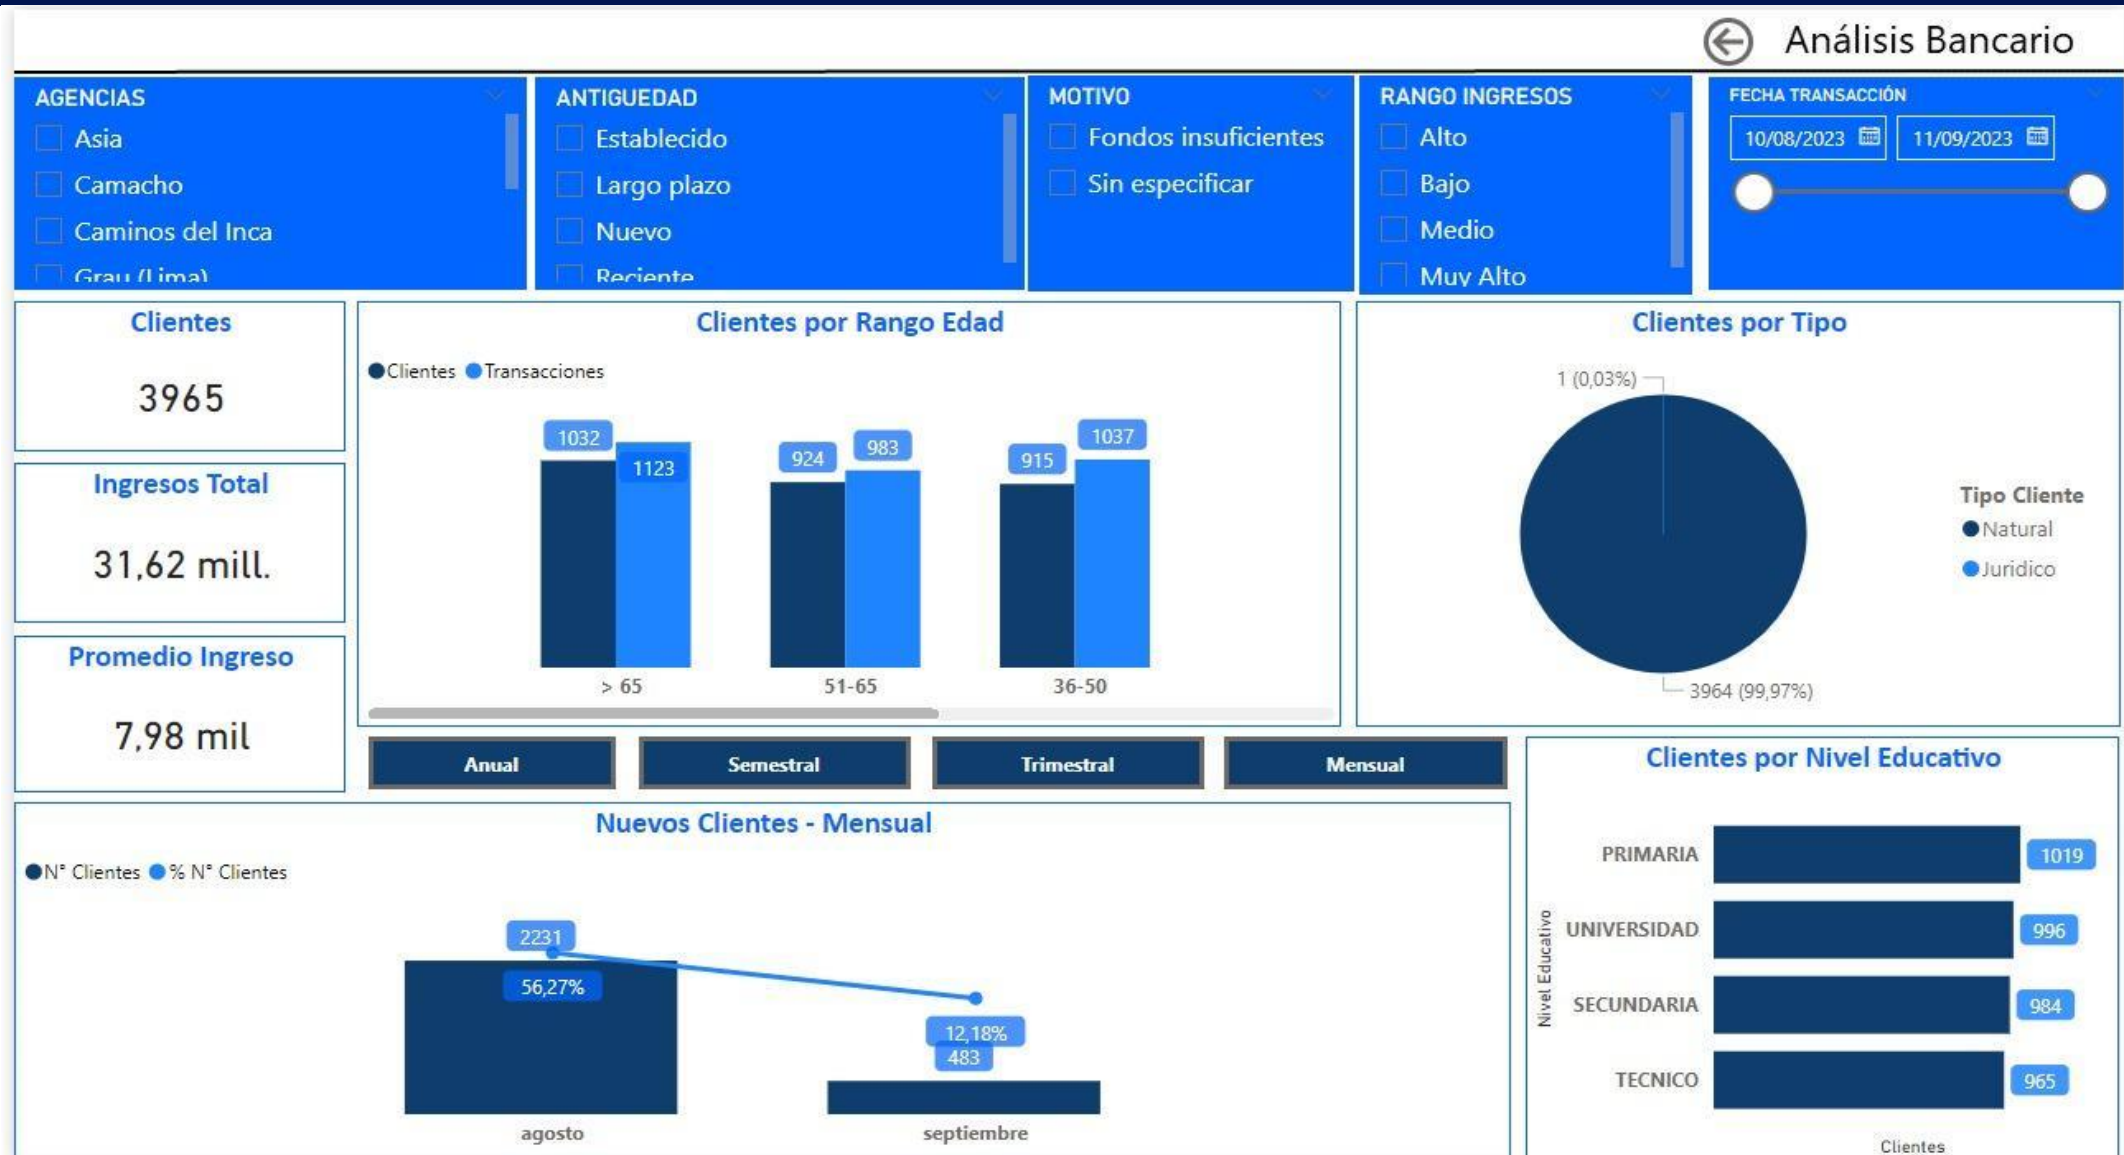 Análisis Bancario
AGENCIAS
Asia
Camacho
Caminos del Inca
Grau (Lima)
ANTIGUEDAD
Establecido
Largo plazo
Nuevo
Reciente
MOTIVO
Fondos insuficientes
Sin especificar
RANGO INGRESOS
Alto
Bajo
Medio
Muy Alto
FECHA TRANSACCIÓN
10/08/2023 11/09/2023
Clientes
3965
Ingresos Total
31,62 mill.
Promedio Ingreso
7,98 mil
Clientes por Rango Edad
Clientes Transacciones
1032 1123 924 983 915 1037
> 65 51-65 36-50
Clientes por Tipo
1 (0,03%)
3964 (99,97%)
Tipo Cliente
Natural
Juridico
Anual Semestral Trimestral Mensual
Nuevos Clientes - Mensual
N° Clientes % N° Clientes
2231
56,27%
12,18%
483
agosto septiembre
Clientes por Nivel Educativo
Nivel Educativo
PRIMARIA 1019
UNIVERSIDAD 996
SECUNDARIA 984
TECNICO 965
Clientes